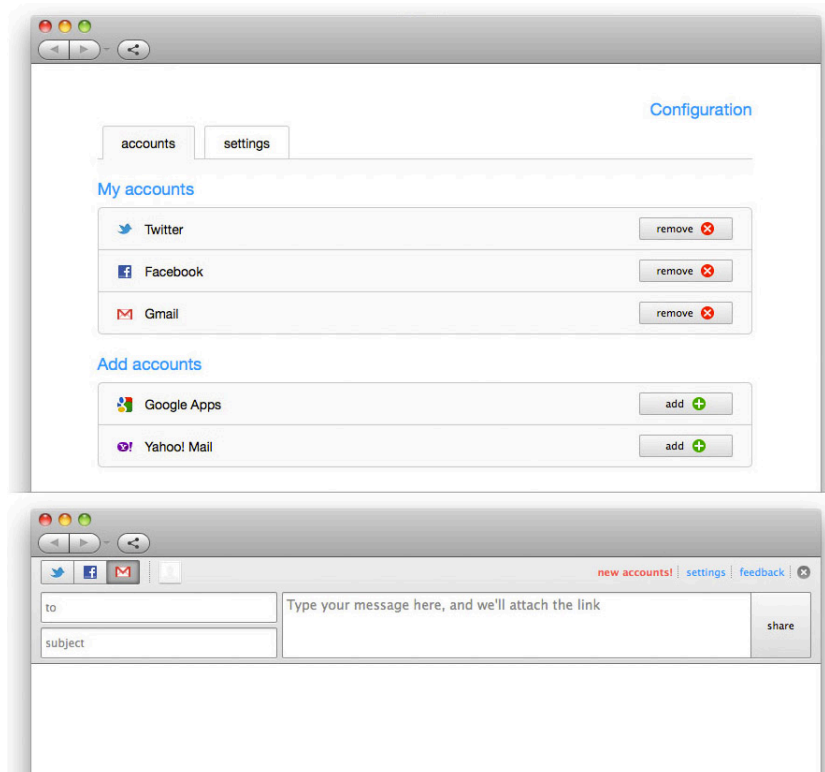 Configuration
accounts settings
My accounts
Twitter remove
Facebook remove
Gmail remove
Add accounts
Google Apps add
Yahoo! Mail add
new accounts! settings feedback
to
Type your message here, and we'll attach the link
share
subject